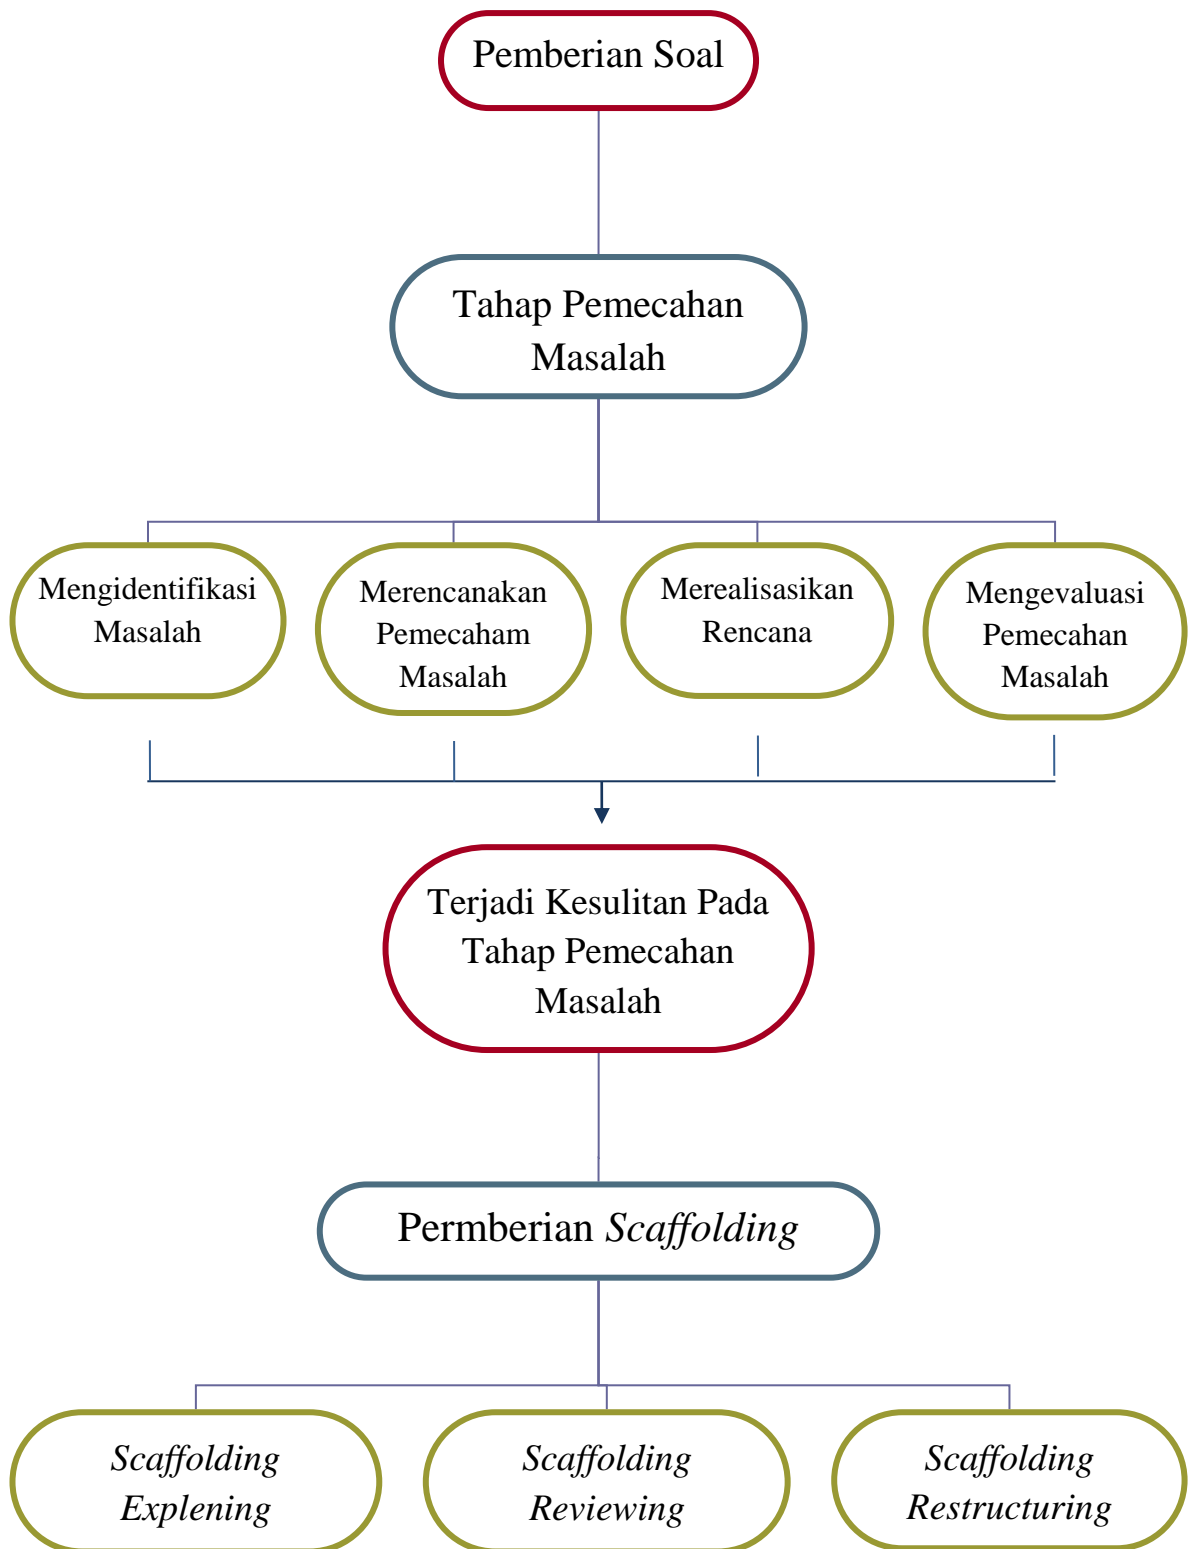 Pemberian Soal
Tahap Pemecahan
Masalah
Mengidentifikasi
Masalah
Merencanakan
Pemecaham
Masalah
Merealisasikan
Rencana
Mengevaluasi
Pemecahan
Masalah
Terjadi Kesulitan Pada
Tahap Pemecahan
Masalah
Permberian Scaffolding
Scaffolding
Explening
Scaffolding
Reviewing
Scaffolding
Restructuring